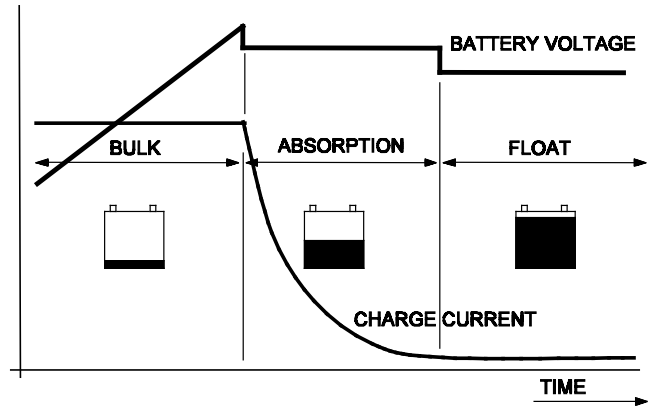 BATTERY VOLTAGE
BULK
ABSORPTION
FLOAT
CHARGE CURRENT
TIME